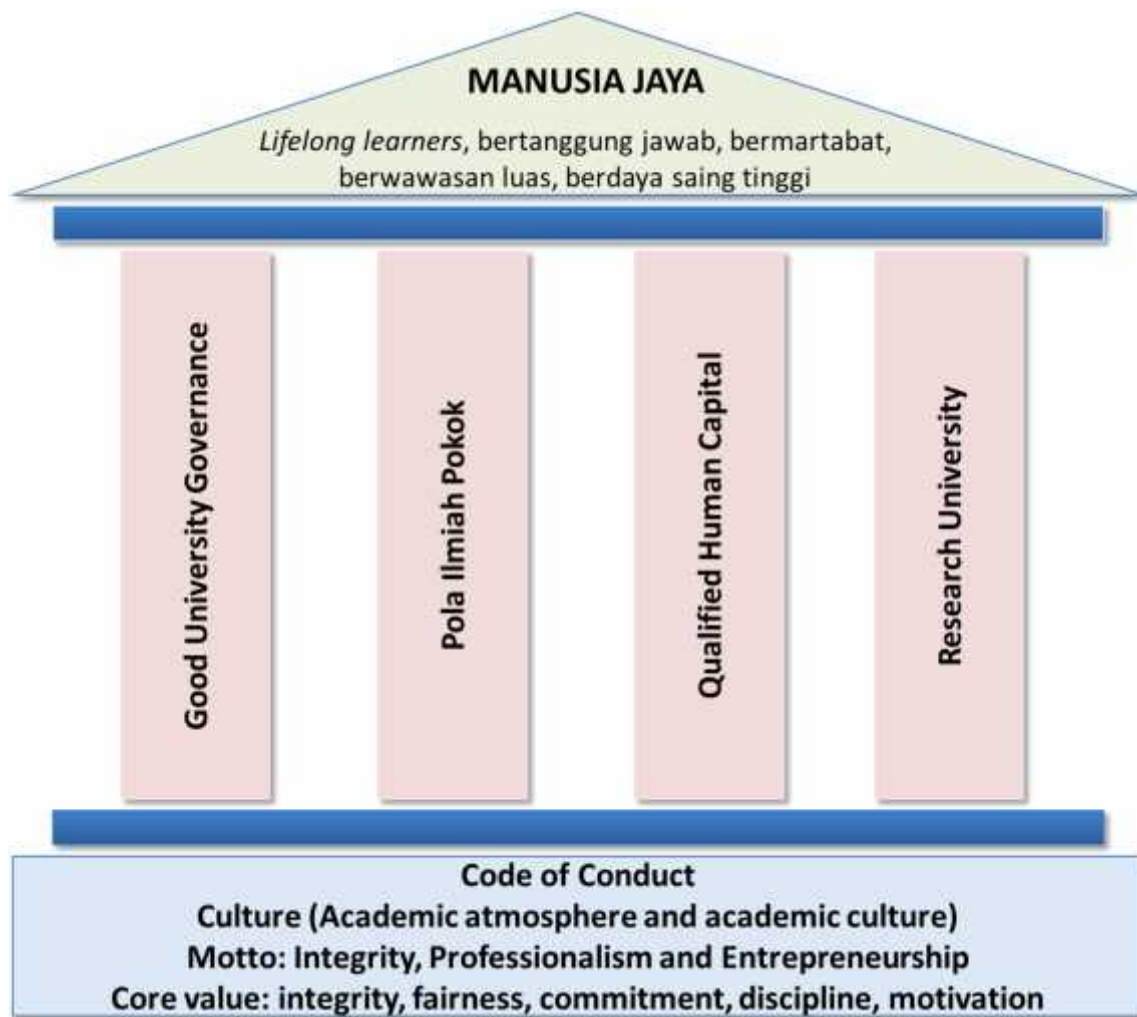 MANUSIA JAYA
Lifelong learners, bertanggung jawab, bermartabat,
berwawasan luas, berdaya saing tinggi
Good University Governance
Pola Ilmiah Pokok
Qualified Human Capital
Research University
Code of Conduct
Culture (Academic atmosphere and academic culture)
Motto: Integrity, Professionalism and Entrepreneurship
Core value: integrity, fairness, commitment, discipline, motivation